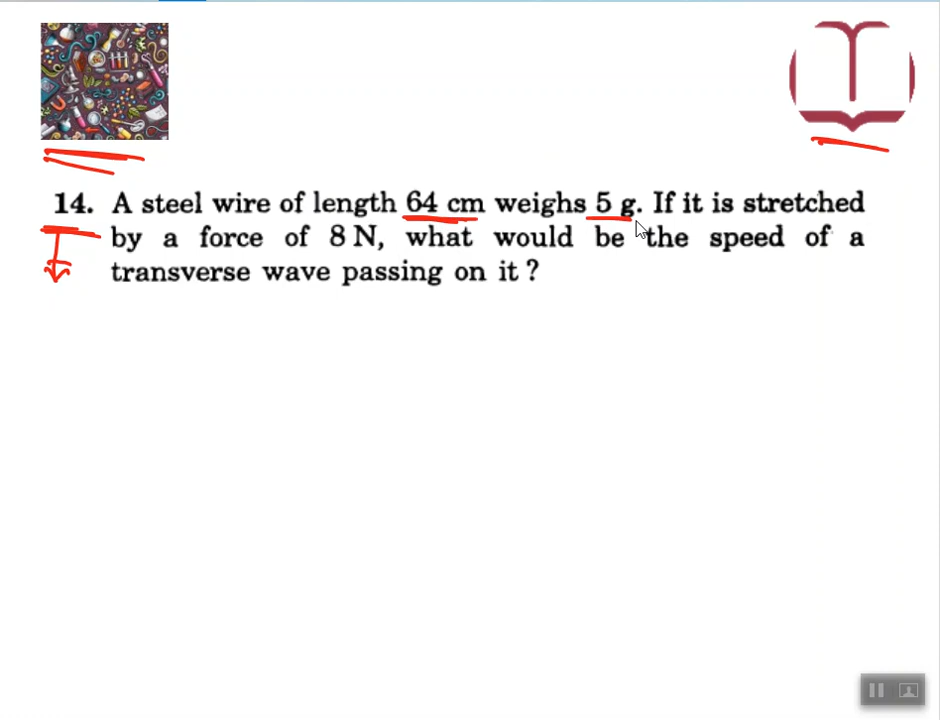 14. A steel wire of length 64 cm weighs 5 g. If it is stretched
by a force of 8 N, what would be the speed of a
transverse wave passing on it ?